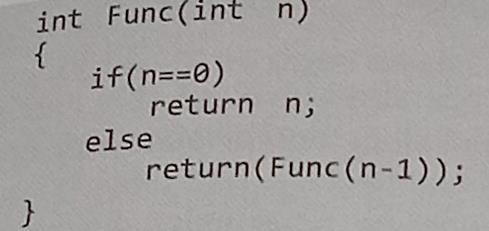 int Func(int n)
{
if(n==0)
return n;
else
return(Func(n-1));
}